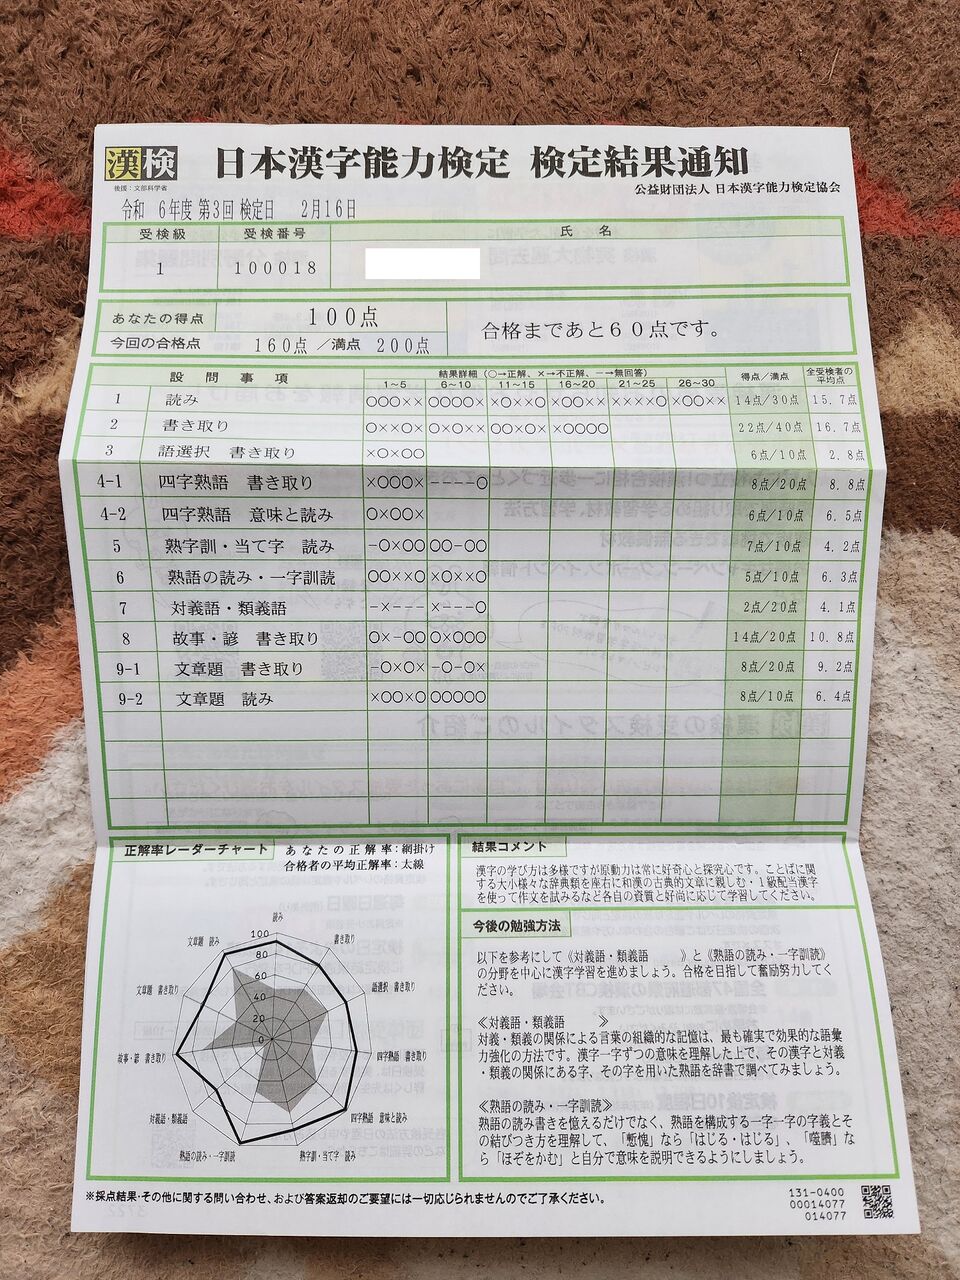 漢検
後援：文部科学省
日本漢字能力検定 検定結果通知
公益財団法人 日本漢字能力検定協会
令和 6年度 第3回 検定日 2月16日
受検級 受検番号 氏名
1 100018
あなたの得点 100点
合格まであと60点です。
今回の合格点 160点／満点 200点
設問事項 結果詳細（○→正解、×→不正解、－→無回答） 得点／満点 全受検者の平均点
1～5 6～10 11～15 16～20 21～25 26～30
1 読み ○○○×× ○○○○× ×○××○ ×○○×× ××××○ ×○○×× 14点／30点 15.7点
2 書き取り ○××○× ○×○×× ○○×○× ×○○○○ 22点／40点 16.7点
3 語選択 書き取り ×○×○○ 6点／10点 2.8点
4-1 四字熟語 書き取り ×○○○× －－－－○ 8点／20点 8.8点
4-2 四字熟語 意味と読み ○×○○× 6点／10点 6.5点
5 熟字訓・当て字 読み －○×○○ ○○－○○ 7点／10点 4.2点
6 熟語の読み・一字訓読 ○○××○ ×○××○ 5点／10点 6.3点
7 対義語・類義語 －×－－－ ×－－－○ 2点／20点 4.1点
8 故事・諺 書き取り ○×－○○ ○×○○○ 14点／20点 10.8点
9-1 文章題 書き取り －○×○× －○－○× 8点／20点 9.2点
9-2 文章題 読み ×○○×○ ○○○○○ 8点／10点 6.4点
正解率レーダーチャート
あなたの正解率：網掛け
合格者の平均正解率：太線
読み
書き取り
語選択 書き取り
四字熟語 書き取り
四字熟語 意味と読み
熟字訓・当て字 読み
熟語の読み・一字訓読
対義語・類義語
故事・諺 書き取り
文章題 書き取り
文章題 読み
100
80
60
40
20
0
結果コメント
漢字の学び方は多様ですが原動力は常に好奇心と探究心です。ことばに関
する大小様々な辞典類を座右に和漢の古典的文章に親しむ・1級配当漢字
を使って作文を試みるなど各自の資質と好尚に応じて学習してください。
今後の勉強方法
以下を参考にして《対義語・類義語 》と《熟語の読み・一字訓読》
の分野を中心に漢字学習を進めましょう。合格を目指して奮励努力してく
ださい。
≪対義語・類義語 ≫
対義・類義の関係による言葉の組織的な記憶は、最も確実で効果的な語彙
力強化の方法です。漢字一字ずつの意味を理解した上で、その漢字と対義
・類義の関係にある字、その字を用いた熟語を辞書で調べてみましょう。
≪熟語の読み・一字訓読≫
熟語の読み書きを憶えるだけでなく、熟語を構成する一字一字の字義とそ
の結びつき方を理解して、「慙愧」なら「はじる・はじる」、「噬臍」な
ら「ほぞをかむ」と自分で意味を説明できるようにしましょう。
※採点結果・その他に関する問い合わせ、および答案返却のご要望には一切応じられませんのでご了承ください。
131-0400
00014077
014077